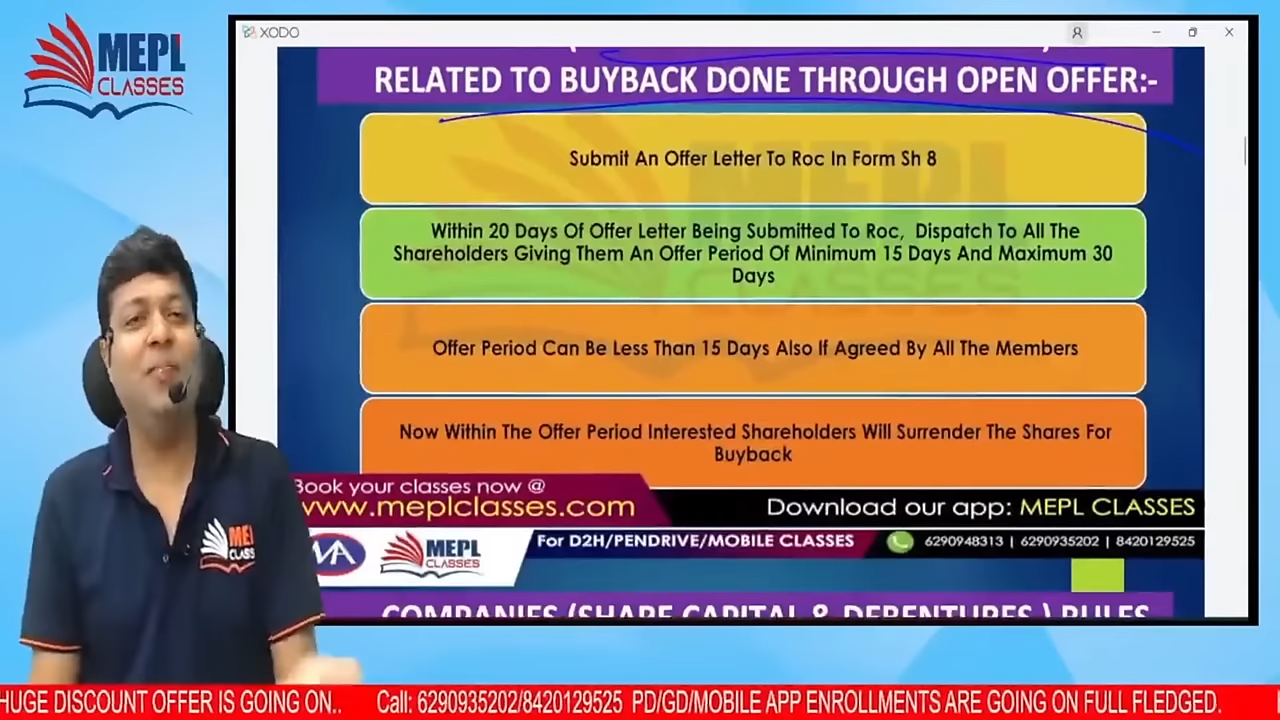 MEPL
CLASSES
XODO
RELATED TO BUYBACK DONE THROUGH OPEN OFFER:-
Submit An Offer Letter To Roc In Form Sh 8
Within 20 Days Of Offer Letter Being Submitted To Roc, Dispatch To All The
Shareholders Giving Them An Offer Period Of Minimum 15 Days And Maximum 30
Days
Offer Period Can Be Less Than 15 Days Also If Agreed By All The Members
Now Within The Offer Period Interested Shareholders Will Surrender The Shares For
Buyback
Book your classes now @
www.meplclasses.com
Download our app: MEPL CLASSES
MEPL
CLASSES
For D2H/PENDRIVE/MOBILE CLASSES
6290948313 | 6290935202 | 8420129525
COMPANIES (SHARE CAPITAL & DEBENTURES ) RULES
HUGE DISCOUNT OFFER IS GOING ON.. Call: 6290935202/8420129525 PD/GD/MOBILE APP ENROLLMENTS ARE GOING ON FULL FLEDGED.